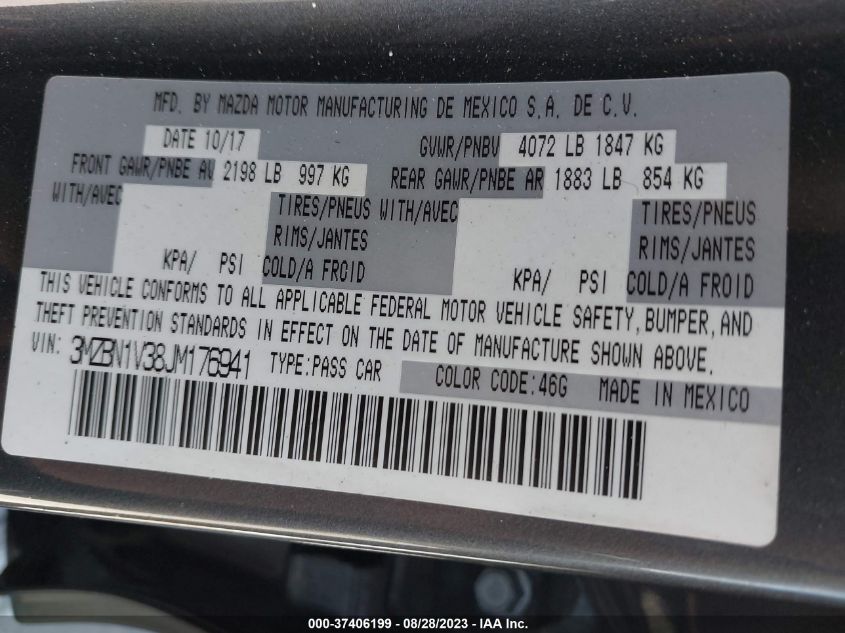 MFD. BY MAZDA MOTOR MANUFACTURING DE MEXICO S.A. DE C.V.
DATE 10/17 GVWR/PNBV 4072 LB 1847 KG
FRONT GAWR/PNBE AV 2198 LB 997 KG REAR GAWR/PNBE AR 1883 LB 854 KG
WITH/AVEC TIRES/PNEUS WITH/AVEC TIRES/PNEUS
RIMS/JANTES RIMS/JANTES
KPA/ PSI COLD/A FROID KPA/ PSI COLD/A FROID
THIS VEHICLE CONFORMS TO ALL APPLICABLE FEDERAL MOTOR VEHICLE SAFETY, BUMPER, AND
THEFT PREVENTION STANDARDS IN EFFECT ON THE DATE OF MANUFACTURE SHOWN ABOVE.
VIN: 3MZBN1V38JM176941 TYPE:PASS CAR COLOR CODE:46G MADE IN MEXICO
000-37406199 - 08/28/2023 - IAA Inc.